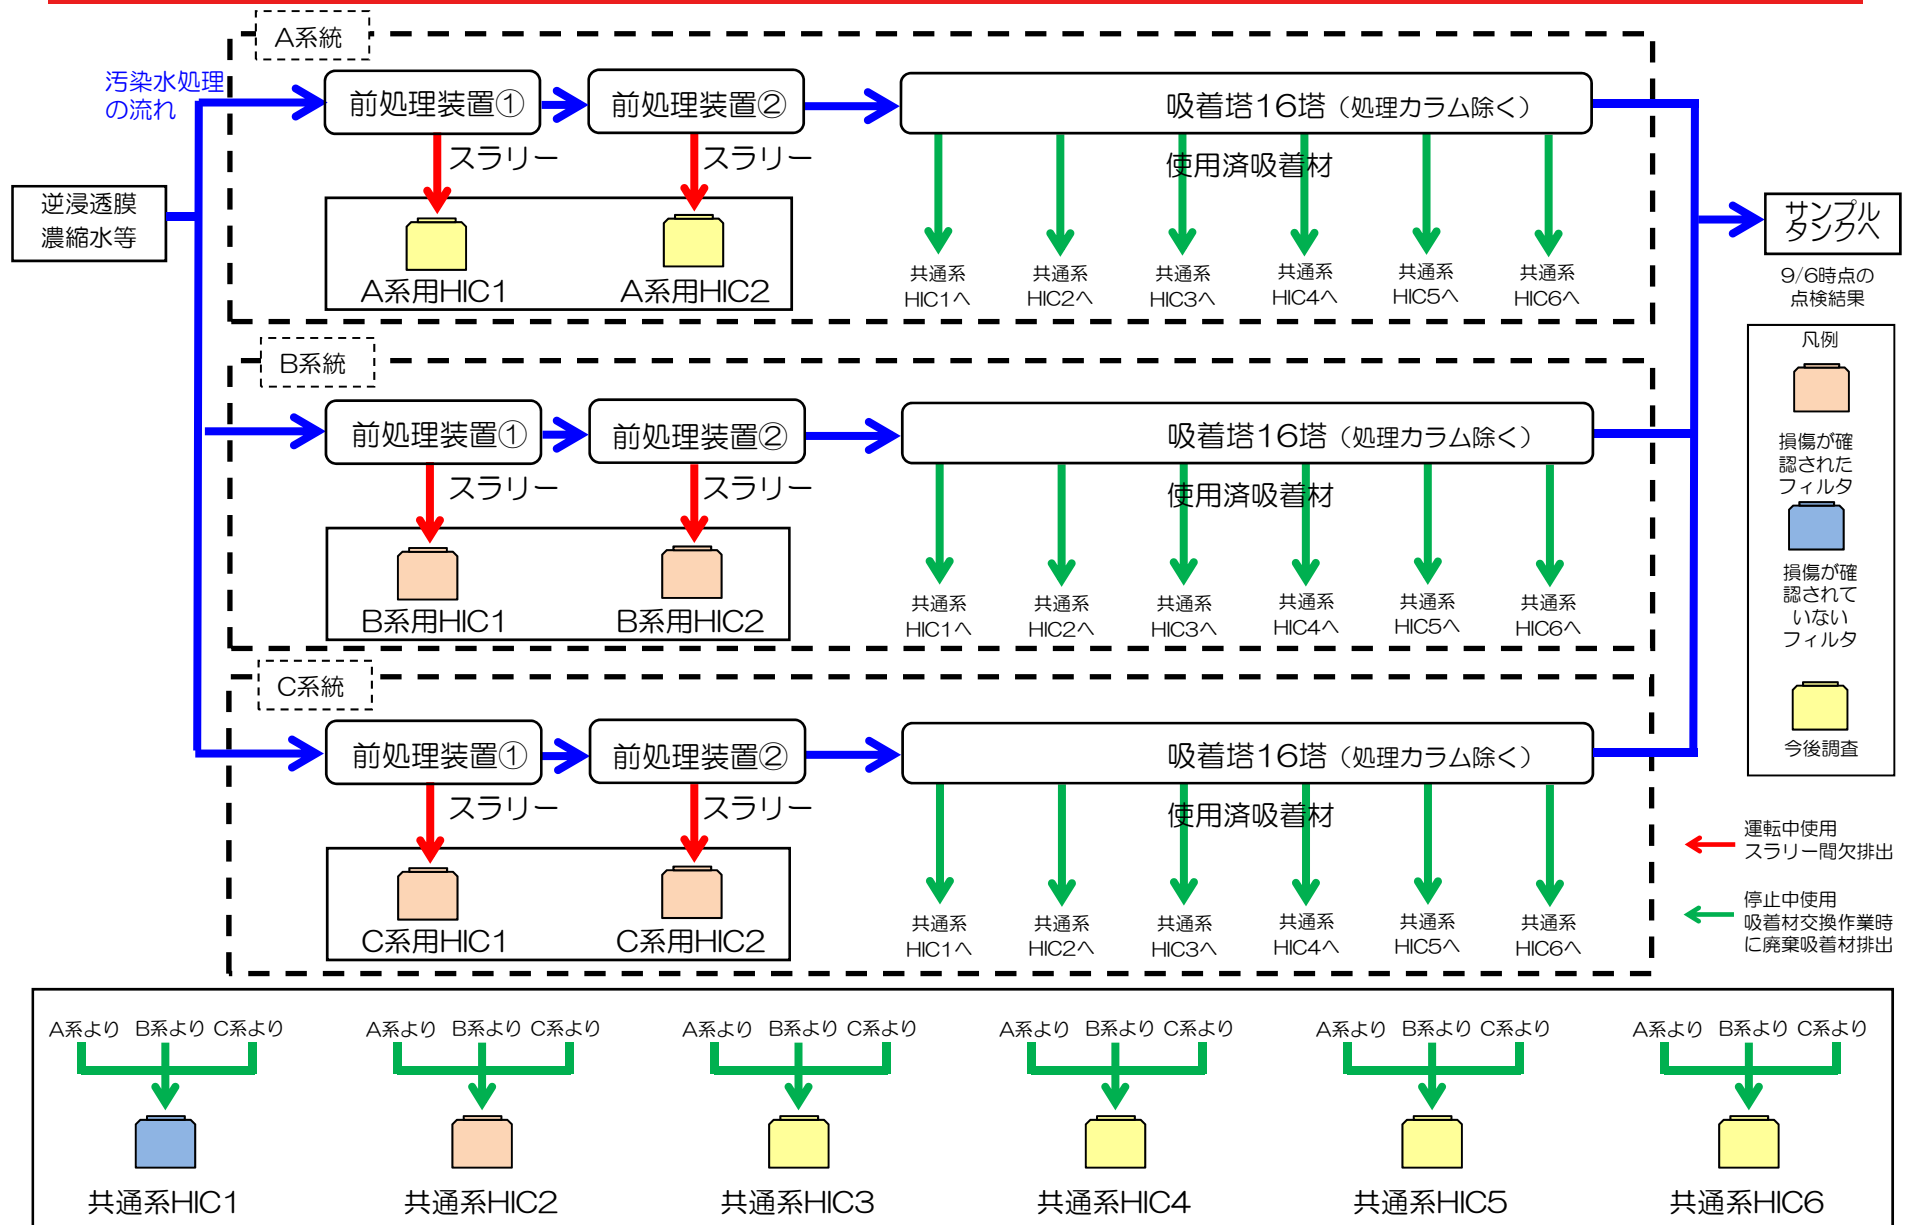 A系統
汚染水処理
の流れ
前処理装置①
前処理装置②
吸着塔16塔（処理カラム除く）
スラリー
スラリー
使用済吸着材
逆浸透膜
濃縮水等
サンプル
タンクへ
A系用HIC1
A系用HIC2
共通系
HIC1へ
共通系
HIC2へ
共通系
HIC3へ
共通系
HIC4へ
共通系
HIC5へ
共通系
HIC6へ
9/6時点の
点検結果
B系統
前処理装置①
前処理装置②
吸着塔16塔（処理カラム除く）
スラリー
スラリー
使用済吸着材
B系用HIC1
B系用HIC2
共通系
HIC1へ
共通系
HIC2へ
共通系
HIC3へ
共通系
HIC4へ
共通系
HIC5へ
共通系
HIC6へ
凡例
損傷が確
認された
フィルタ
損傷が確
認されて
いない
フィルタ
今後調査
C系統
前処理装置①
前処理装置②
吸着塔16塔（処理カラム除く）
スラリー
スラリー
使用済吸着材
C系用HIC1
C系用HIC2
共通系
HIC1へ
共通系
HIC2へ
共通系
HIC3へ
共通系
HIC4へ
共通系
HIC5へ
共通系
HIC6へ
運転中使用
スラリー間欠排出
停止中使用
吸着材交換作業時
に廃棄吸着材排出
A系より B系より C系より
A系より B系より C系より
A系より B系より C系より
A系より B系より C系より
A系より B系より C系より
A系より B系より C系より
共通系HIC1
共通系HIC2
共通系HIC3
共通系HIC4
共通系HIC5
共通系HIC6